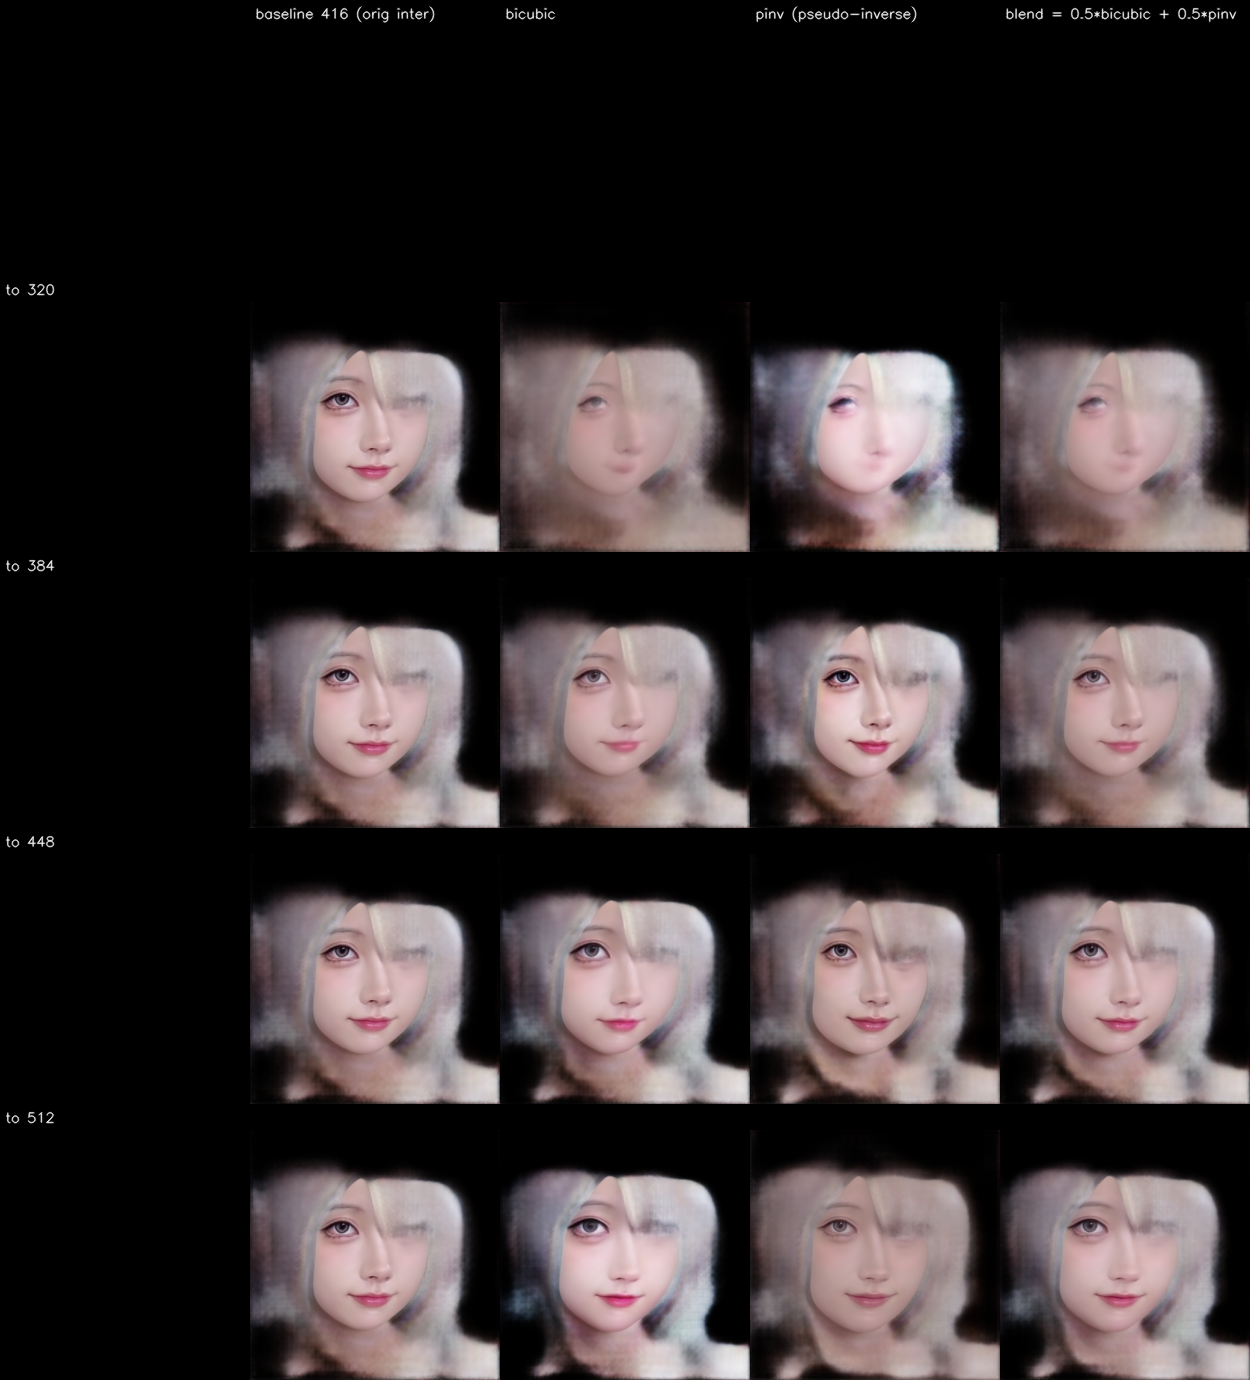 baseline 416 (orig inter)
bicubic
pinv (pseudo-inverse)
blend = 0.5*bicubic + 0.5*pinv
to 320
to 384
to 448
to 512